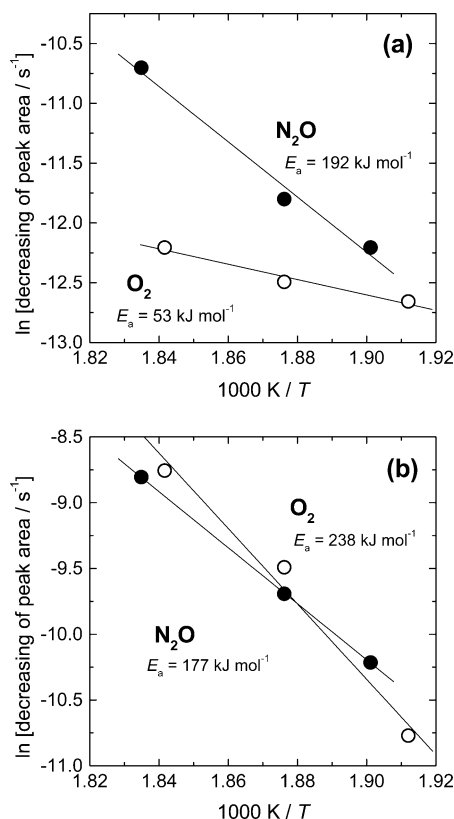 (a)
-10.5
-11.0
-11.5
-12.0
-12.5
-13.0
ln [decreasing of peak area / s⁻¹]
N₂O
Eₐ = 192 kJ mol⁻¹
O₂
Eₐ = 53 kJ mol⁻¹
1.82 1.84 1.86 1.88 1.90 1.92
1000 K / T
(b)
-8.5
-9.0
-9.5
-10.0
-10.5
-11.0
ln [decreasing of peak area / s⁻¹]
O₂
Eₐ = 238 kJ mol⁻¹
N₂O
Eₐ = 177 kJ mol⁻¹
1.82 1.84 1.86 1.88 1.90 1.92
1000 K / T